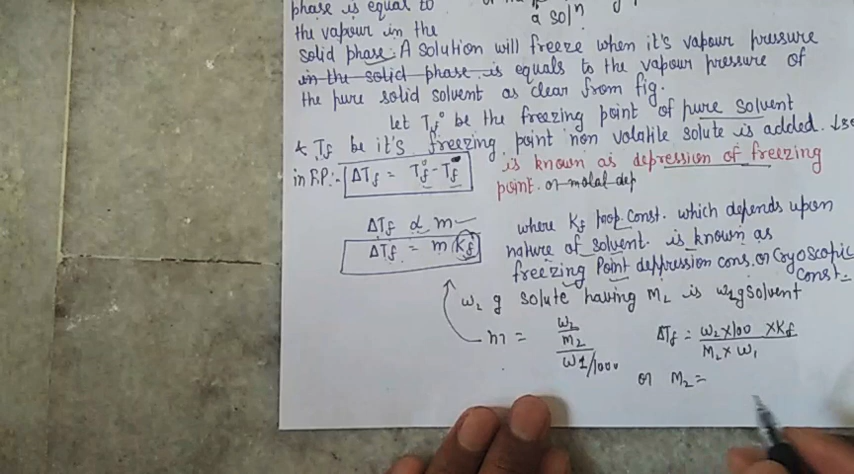 phase is equal to
the vapour in the a soln
solid phase. A solution will freeze when it's vapour pressure
in the solid phase is equals to the vapour pressure of
the pure solid solvent as clear from fig.
Let Tf° be the freezing point of pure solvent
& Tf be it's freezing point non volatile solute is added. ↓se
in F.P:- ΔTf = Tf° - Tf is known as depression of freezing
point. or molal dep
ΔTf ∝ m
ΔTf = m Kf
where Kf prop. const. which depends upon
nature of solvent. is known as
freezing Point deppression cons. or Cryoscopic
const.
w2 g solute having M2 is w2g solvent
m = w2/M2 / w1/1000
ΔTf = w2 x 100 x Kf / M2 x w1
or M2 =